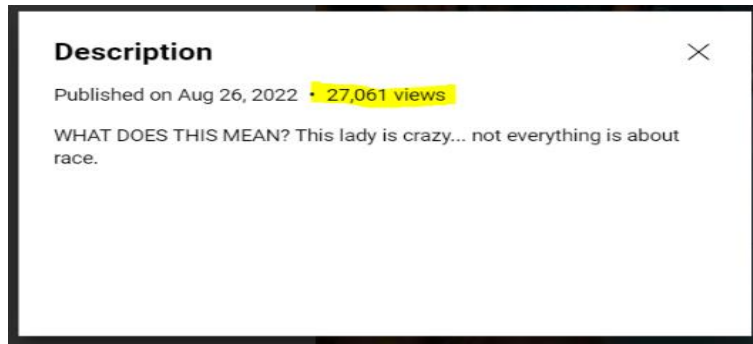 Description
Published on Aug 26, 2022 • 27,061 views
WHAT DOES THIS MEAN? This lady is crazy... not everything is about
race.